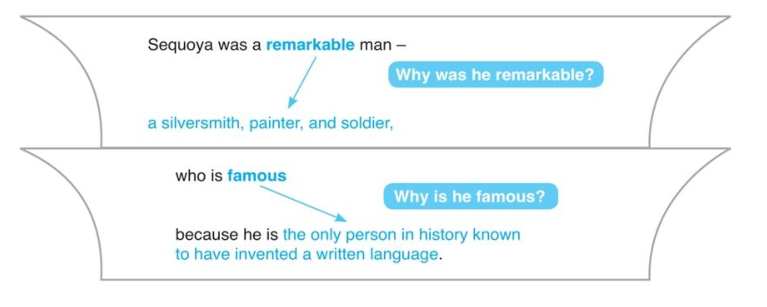 Sequoya was a remarkable man –
Why was he remarkable?
a silversmith, painter, and soldier,
who is famous
Why is he famous?
because he is the only person in history known
to have invented a written language.